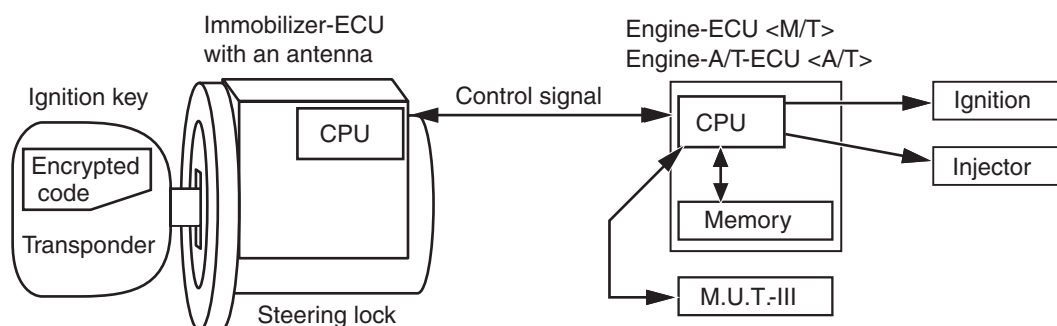 Immobilizer-ECU
with an antenna
Engine-ECU <M/T>
Engine-A/T-ECU <A/T>
Ignition key
Control signal
Ignition
CPU
CPU
Encrypted
code
Injector
Transponder
Memory
M.U.T.-III
Steering lock